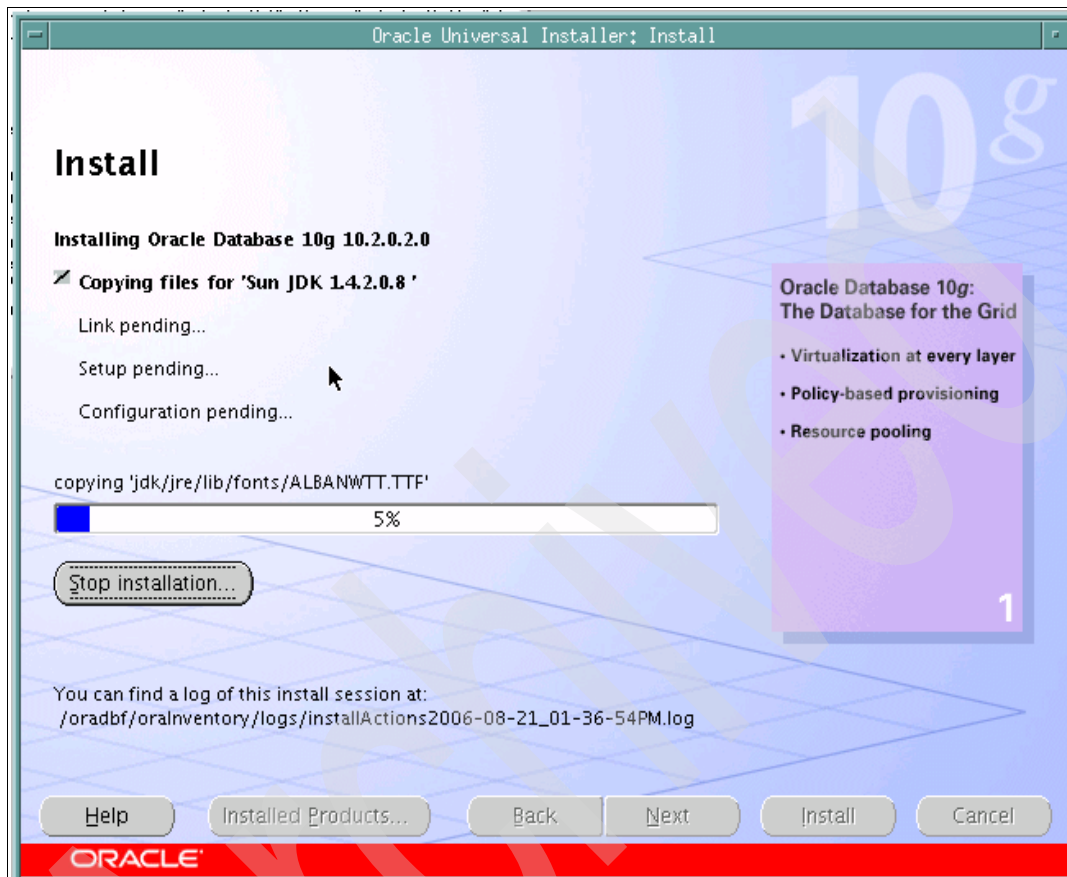 Oracle Universal Installer: Install
10g
Install
Installing Oracle Database 10g 10.2.0.2.0
Copying files for 'Sun JDK 1.4.2.0.8 '
Link pending...
Setup pending...
Configuration pending...
Oracle Database 10g:
The Database for the Grid
• Virtualization at every layer
• Policy-based provisioning
• Resource pooling
1
copying 'jdk/jre/lib/fonts/ALBANWTT.TTF'
5%
Stop installation...
You can find a log of this install session at:
/oradbf/oraInventory/logs/installActions2006-08-21_01-36-54PM.log
Help Installed Products... Back Next Install Cancel
ORACLE